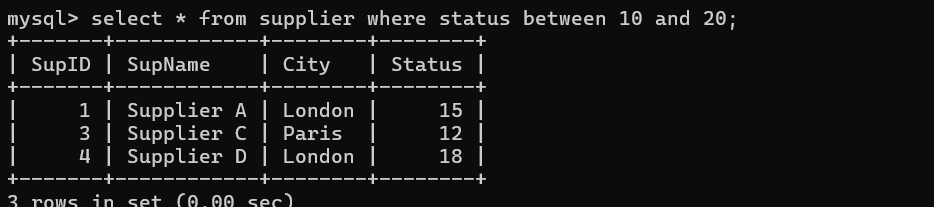 mysql> select * from supplier where status between 10 and 20;
+-------+------------+--------+--------+
| SupID | SupName    | City   | Status |
+-------+------------+--------+--------+
|     1 | Supplier A | London |     15 |
|     3 | Supplier C | Paris  |     12 |
|     4 | Supplier D | London |     18 |
+-------+------------+--------+--------+
3 rows in set (0.00 sec)